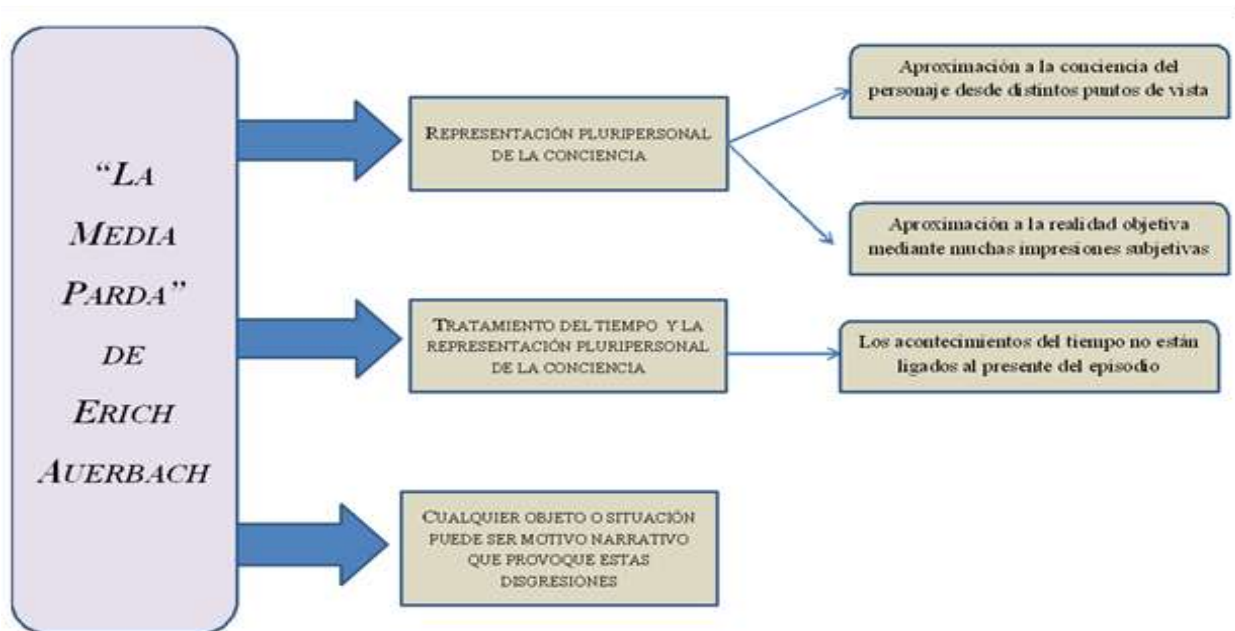 “LA
MEDIA
PARDA”
DE
ERICH
AUERBACH
REPRESENTACIÓN PLURIPERSONAL
DE LA CONCIENCIA
Aproximación a la conciencia del
personaje desde distintos puntos de vista
Aproximación a la realidad objetiva
mediante muchas impresiones subjetivas
TRATAMIENTO DEL TIEMPO Y LA
REPRESENTACIÓN PLURIPERSONAL
DE LA CONCIENCIA
Los acontecimientos del tiempo no están
ligados al presente del episodio
CUALQUIER OBJETO O SITUACIÓN
PUEDE SER MOTIVO NARRATIVO
QUE PROVOQUE ESTAS
DISGRESIONES